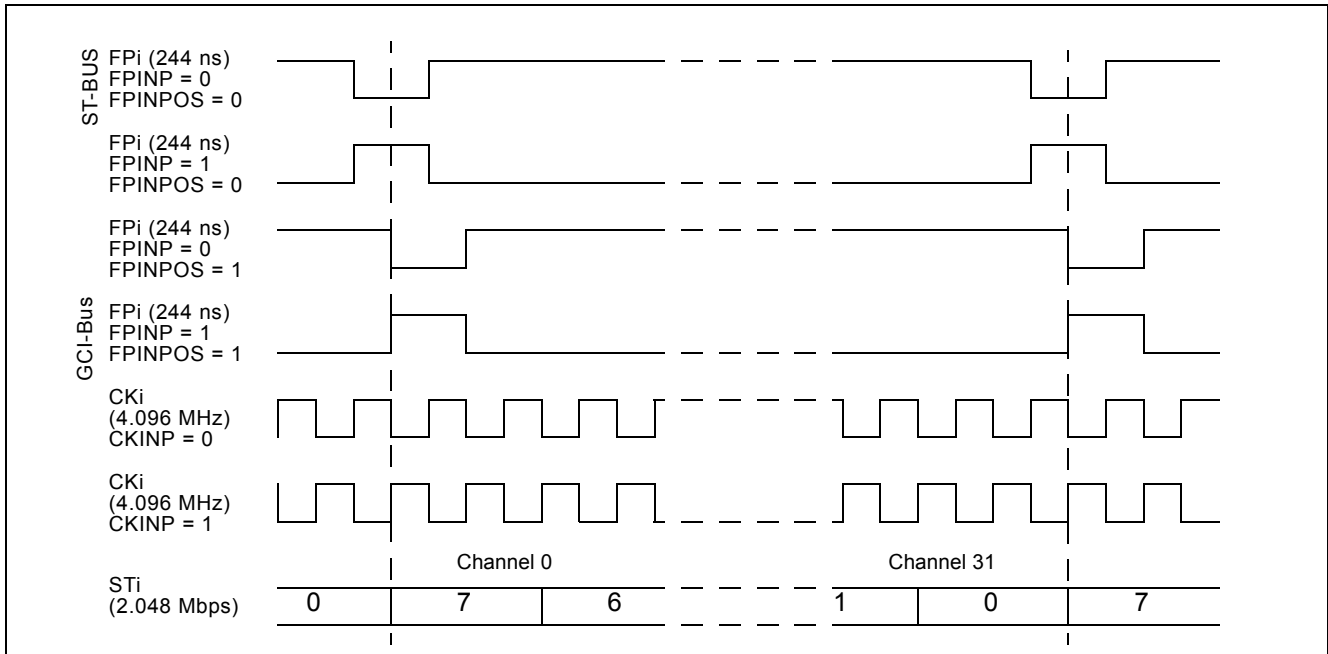 ST-BUS
FPi (244 ns)
FPINP = 0
FPINPOS = 0
FPi (244 ns)
FPINP = 1
FPINPOS = 0
FPi (244 ns)
FPINP = 0
FPINPOS = 1
GCI-Bus
FPi (244 ns)
FPINP = 1
FPINPOS = 1
CKi
(4.096 MHz)
CKINP = 0
CKi
(4.096 MHz)
CKINP = 1
Channel 0 Channel 31
STi
(2.048 Mbps)
0 7 6 1 0 7